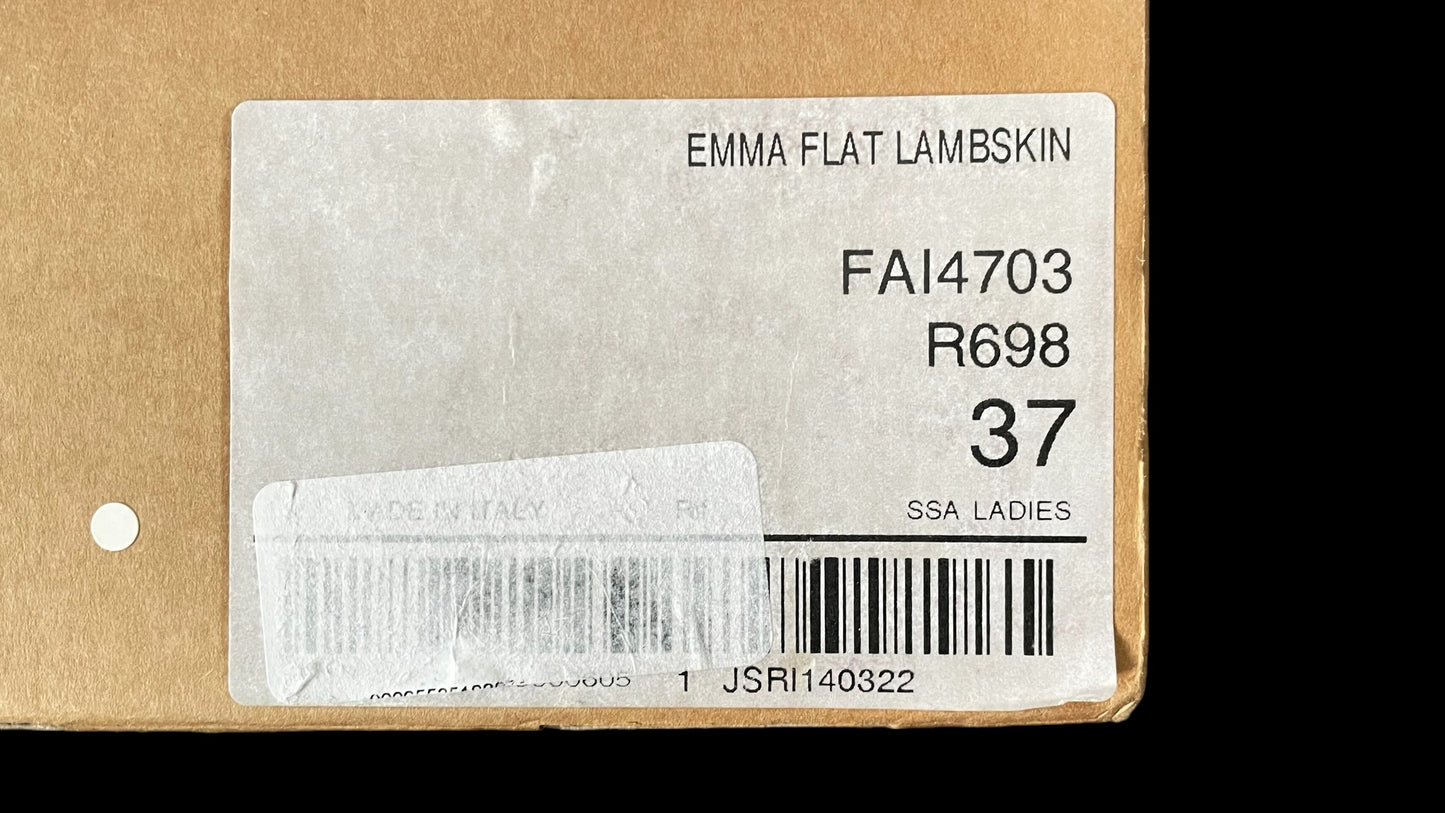 EMMA FLAT LAMBSKIN
FAI4703
R698
37
MADE IN ITALY SSA LADIES
1 JSRI140322